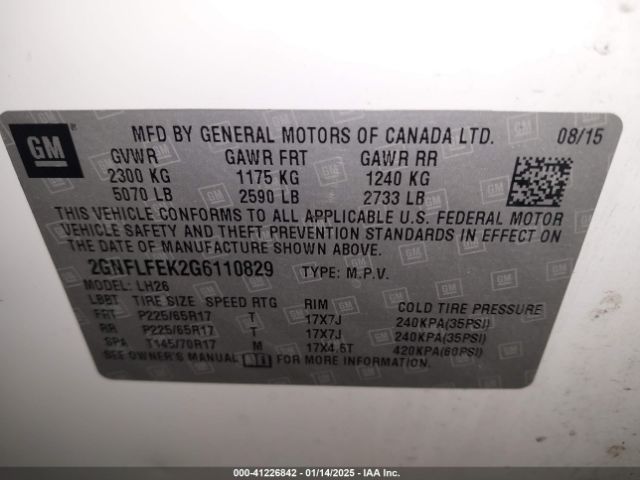 GM
MFD BY GENERAL MOTORS OF CANADA LTD. 08/15
GVWR GAWR FRT GAWR RR
2300 KG 1175 KG 1240 KG
5070 LB 2590 LB 2733 LB
THIS VEHICLE CONFORMS TO ALL APPLICABLE U.S. FEDERAL MOTOR
VEHICLE SAFETY AND THEFT PREVENTION STANDARDS IN EFFECT ON
THE DATE OF MANUFACTURE SHOWN ABOVE.
2GNFLFEK2G6110829 TYPE: M.P.V.
MODEL: LH26
LBBT TIRE SIZE SPEED RTG RIM COLD TIRE PRESSURE
FRT P225/65R17 T 17X7J 240KPA(35PSI)
RR P225/65R17 T 17X7J 240KPA(35PSI)
SPA T145/70R17 M 17X4.5T 420KPA(60PSI)
SEE OWNER'S MANUAL FOR MORE INFORMATION.
000-41226842 | 01/14/2025 | IAA Inc.